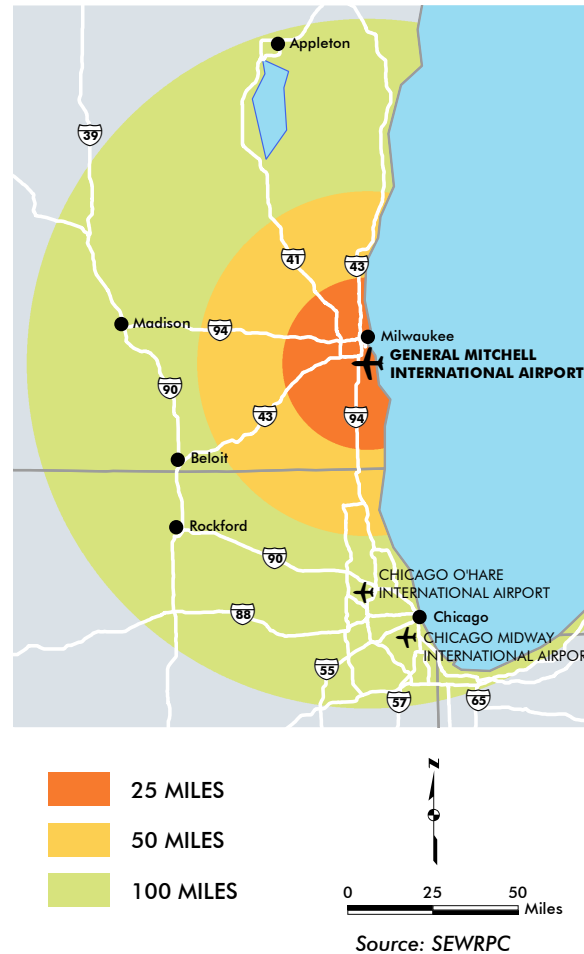 Appleton
39
41
43
Madison
94
Milwaukee
GENERAL MITCHELL
INTERNATIONAL AIRPORT
90
43
94
Beloit
Rockford
90
CHICAGO O'HARE
INTERNATIONAL AIRPORT
88
Chicago
CHICAGO MIDWAY
INTERNATIONAL AIRPOR
55
57
65
25 MILES
50 MILES
100 MILES
N
0 25 50
Miles
Source: SEWRPC